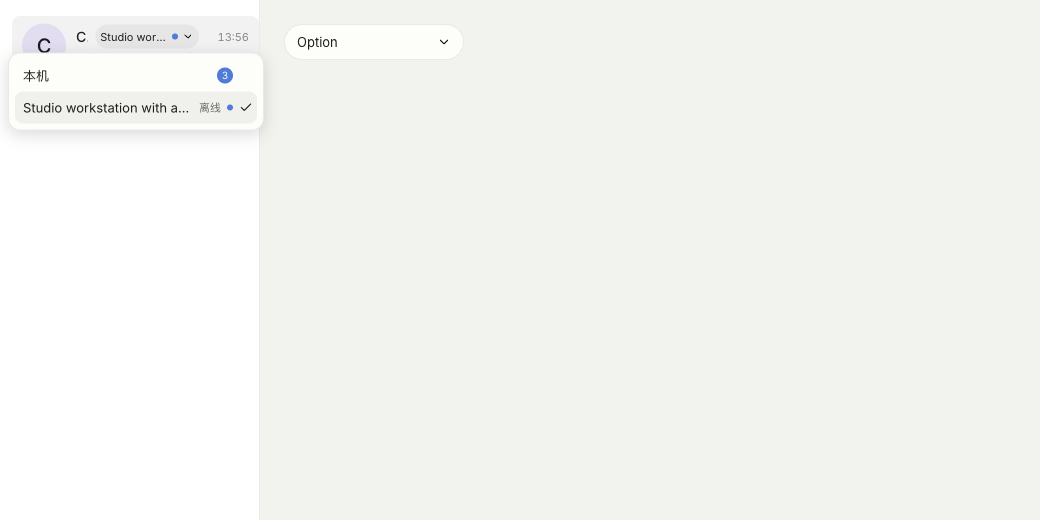 C
C
Studio wor...
13:56
Option
本机
3
Studio workstation with a...
离线